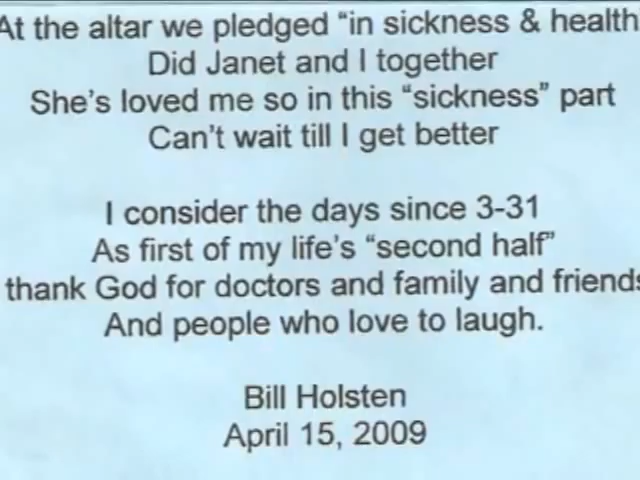 At the altar we pledged “in sickness & health
Did Janet and I together
She’s loved me so in this “sickness” part
Can’t wait till I get better
I consider the days since 3-31
As first of my life’s “second half”
thank God for doctors and family and friends
And people who love to laugh.
Bill Holsten
April 15, 2009